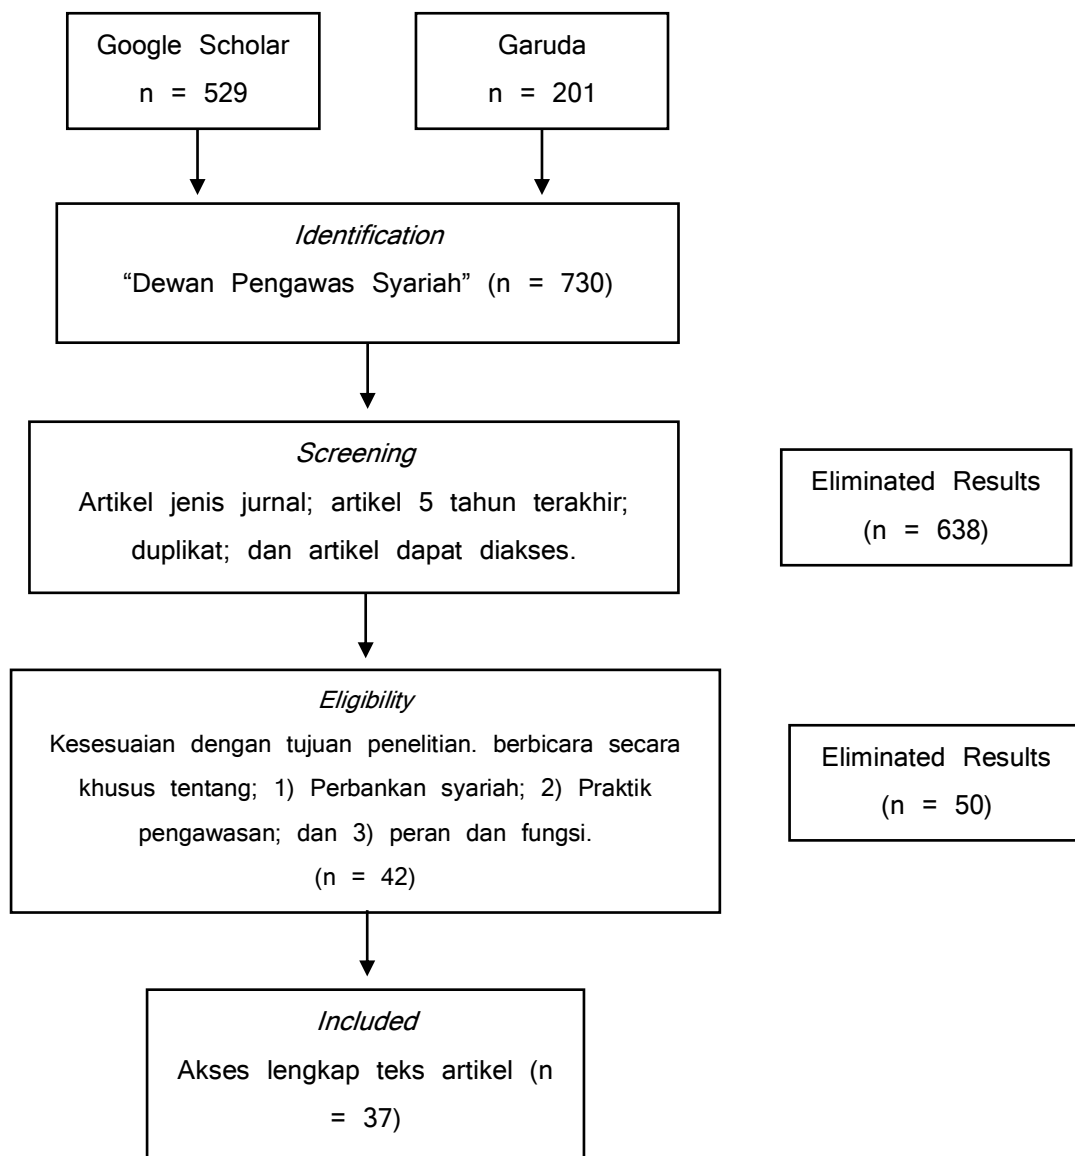 Google Scholar
n = 529
Garuda
n = 201
Identification
“Dewan Pengawas Syariah” (n = 730)
Screening
Artikel jenis jurnal; artikel 5 tahun terakhir;
duplikat; dan artikel dapat diakses.
Eliminated Results
(n = 638)
Eligibility
Kesesuaian dengan tujuan penelitian. berbicara secara
khusus tentang; 1) Perbankan syariah; 2) Praktik
pengawasan; dan 3) peran dan fungsi.
(n = 42)
Eliminated Results
(n = 50)
Included
Akses lengkap teks artikel (n
= 37)